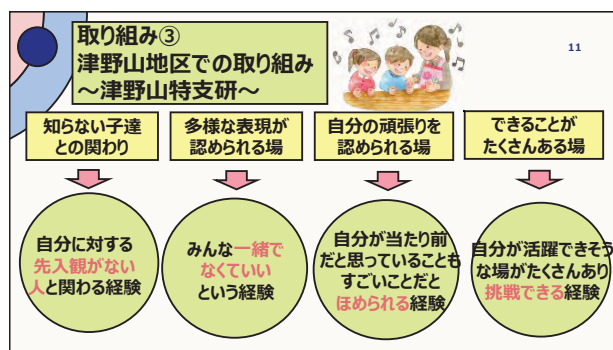 取り組み③
津野山地区での取り組み
~津野山特支研~
11
知らない子達
との関わり
多様な表現が
認められる場
自分の頑張りを
認められる場
できることが
たくさんある場
自分に対する
先入観がない
人と関わる経験
みんな一緒で
なくていい
という経験
自分が当たり前
だと思っていることも
すごいことだと
ほめられる経験
自分が活躍できそう
な場がたくさんあり
挑戦できる経験